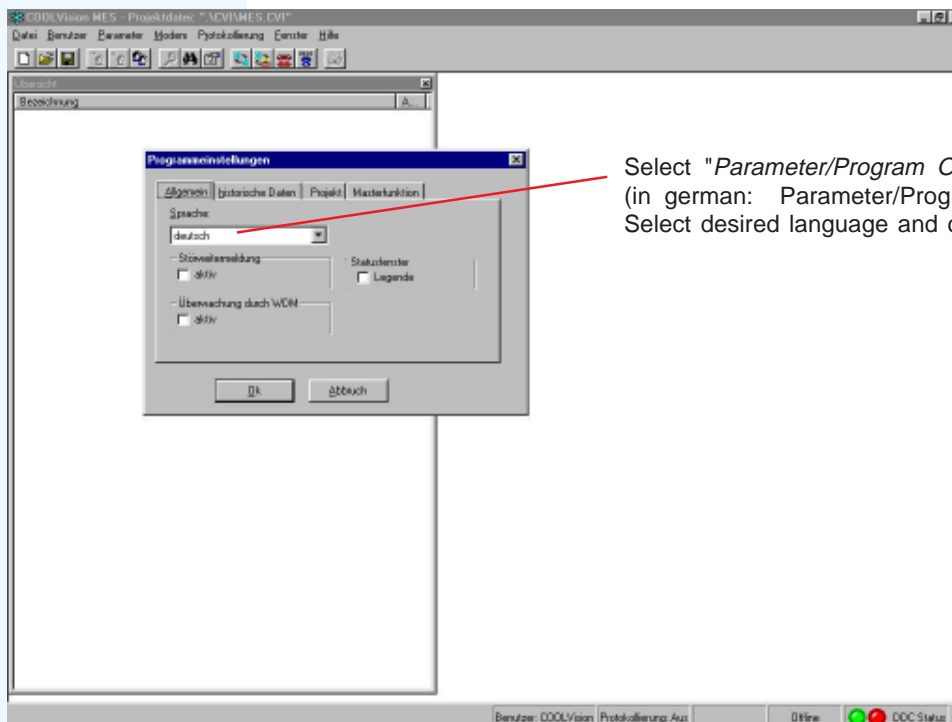 COOLVision MES - Projektdatei: ".\CVI\MES.CVI"
Datei Benutzer Parameter Modem Protokollierung Fenster Hilfe
Übersicht
Bezeichnung A...
Programmeinstellungen
Allgemein historische Daten Projekt Masterfunktion
Sprache:
deutsch
Störweitermeldung
aktiv
Statusfenster
Legende
Überwachung durch WDM
aktiv
Ok Abbruch
Select "Parameter/Program
(in german: Parameter/Prog
Select desired language and
Benutzer: COOLVision Protokollierung: Aus Offline DDC Status